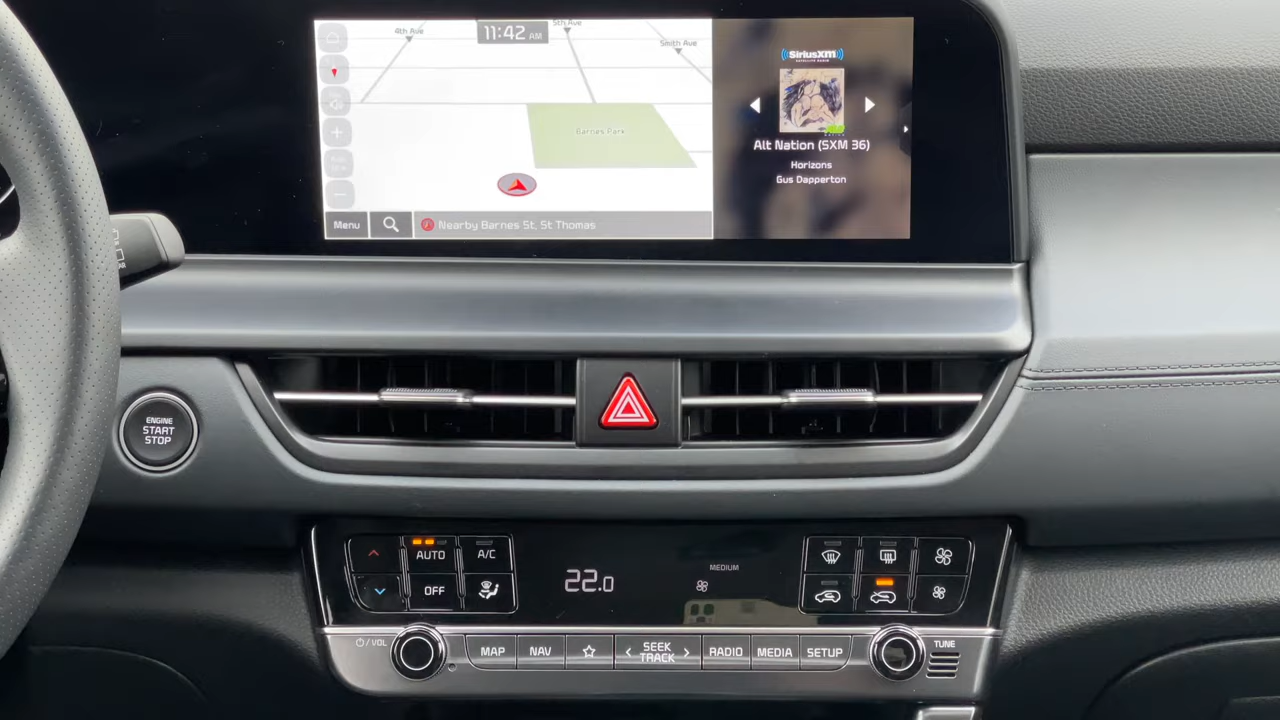 4th Ave
11:42 AM
5th Ave
Smith Ave
Barnes Park
Menu
Nearby Barnes St, St Thomas
SiriusXM
SATELLITE RADIO
Alt Nation (SXM 36)
Horizons
Gus Dapperton
ENGINE
START
STOP
AUTO
A/C
OFF
22.0
MEDIUM
/ VOL
MAP
NAV
SEEK
TRACK
RADIO
MEDIA
SETUP
TUNE